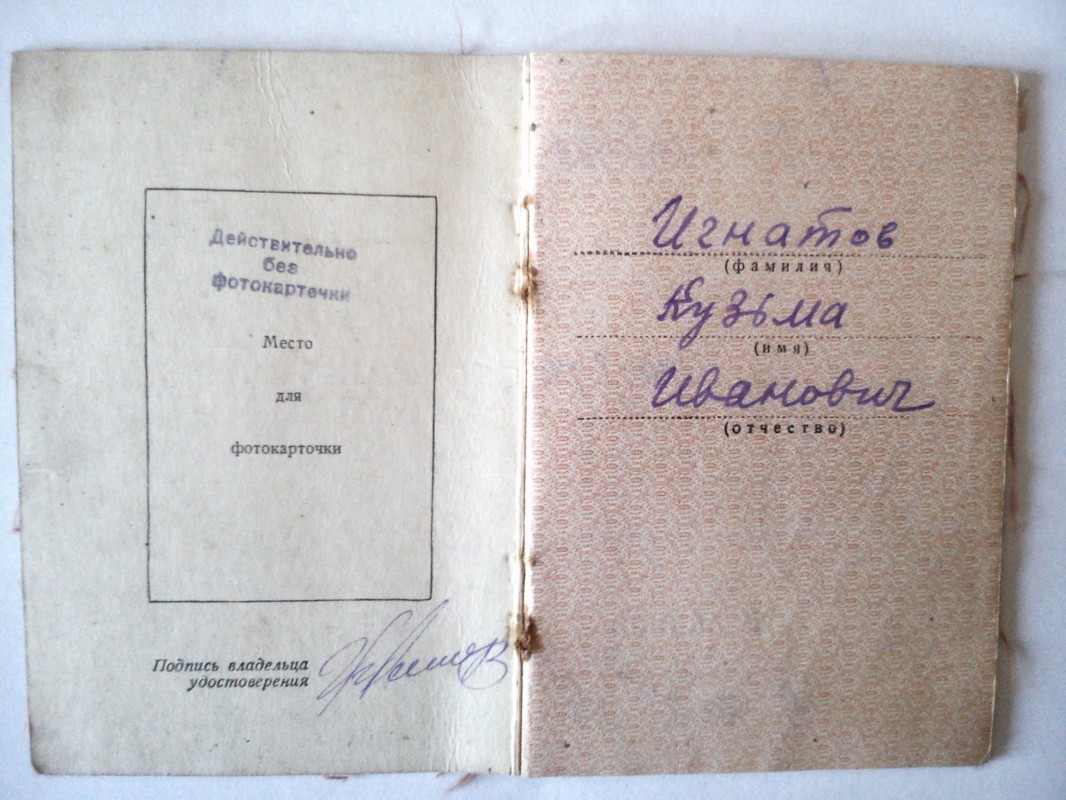 Действительно
без
фотокарточки
Место
для
фотокарточки
Подпись владельца
удостоверения
Игнатов
(фамилия)
Кузьма
(имя)
Иванович
(отчество)